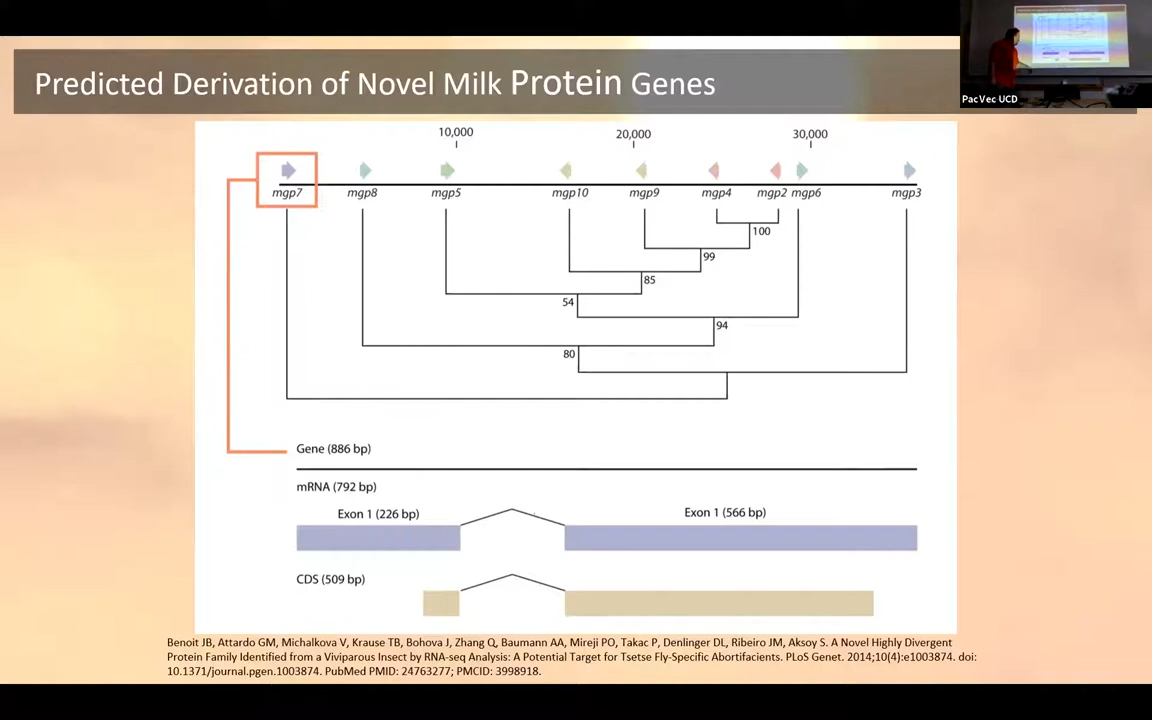 Predicted Derivation of Novel Milk Protein Genes
PacVec UCD
10,000 20,000 30,000
mgp7 mgp8 mgp5 mgp10 mgp9 mgp4 mgp2 mgp6 mgp3
100
99
85
54
94
80
Gene (886 bp)
mRNA (792 bp)
Exon 1 (226 bp) Exon 1 (566 bp)
CDS (509 bp)
Benoit JB, Attardo GM, Michalkova V, Krause TB, Bohova J, Zhang Q, Baumann AA, Mireji PO, Takac P, Denlinger DL, Ribeiro JM, Aksoy S. A Novel Highly Divergent
Protein Family Identified from a Viviparous Insect by RNA-seq Analysis: A Potential Target for Tsetse Fly-Specific Abortifacients. PLoS Genet. 2014;10(4):e1003874. doi:
10.1371/journal.pgen.1003874. PubMed PMID: 24763277; PMCID: 3998918.